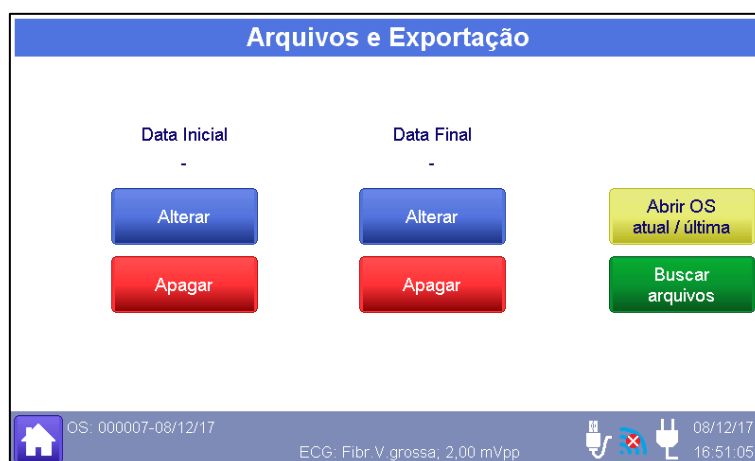 Arquivos e Exportação
Data Inicial
Data Final
-
-
Alterar
Alterar
Abrir OS
atual / última
Apagar
Apagar
Buscar
arquivos
OS: 000007-08/12/17
08/12/17
ECG: Fibr.V.grossa; 2,00 mVpp
16:51:05